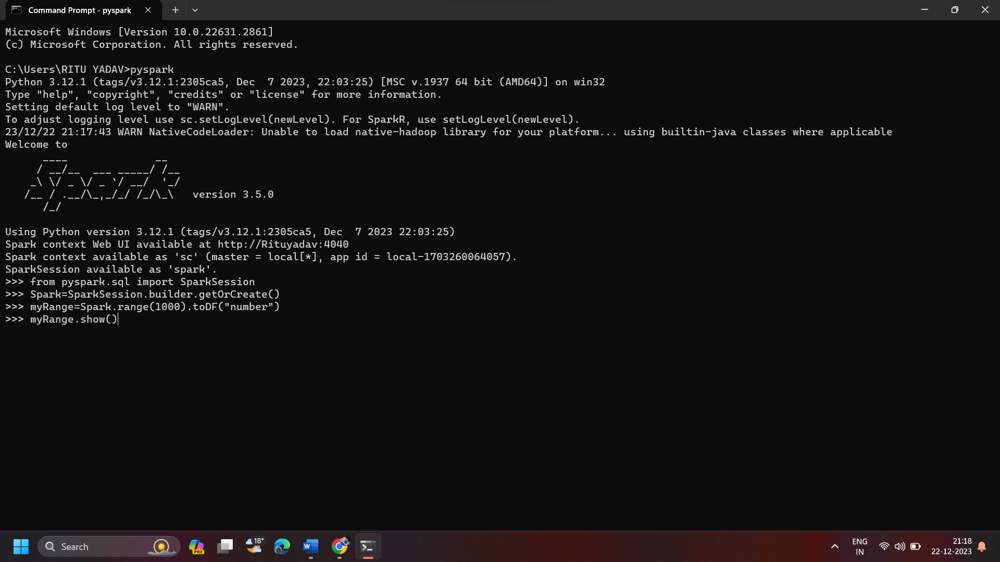 Command Prompt - pyspark
Microsoft Windows [Version 10.0.22631.2861]
(c) Microsoft Corporation. All rights reserved.
C:\Users\RITU YADAV>pyspark
Python 3.12.1 (tags/v3.12.1:2305ca5, Dec  7 2023, 22:03:25) [MSC v.1937 64 bit (AMD64)] on win32
Type "help", "copyright", "credits" or "license" for more information.
Setting default log level to "WARN".
To adjust logging level use sc.setLogLevel(newLevel). For SparkR, use setLogLevel(newLevel).
23/12/22 21:17:43 WARN NativeCodeLoader: Unable to load native-hadoop library for your platform... using builtin-java classes where applicable
Welcome to
      ____              __
     / __/__  ___ _____/ /__
    _\ \/ _ \/ _ `/ __/  '_/
   /__ / .__/\_,_/_/ /_/\_\   version 3.5.0
      /_/
Using Python version 3.12.1 (tags/v3.12.1:2305ca5, Dec  7 2023 22:03:25)
Spark context Web UI available at http://Rituyadav:4040
Spark context available as 'sc' (master = local[*], app id = local-1703260064057).
SparkSession available as 'spark'.
>>> from pyspark.sql import SparkSession
>>> Spark=SparkSession.builder.getOrCreate()
>>> myRange=Spark.range(1000).toDF("number")
>>> myRange.show()
Search
PRE
18°
W
ENG
IN
21:18
22-12-2023